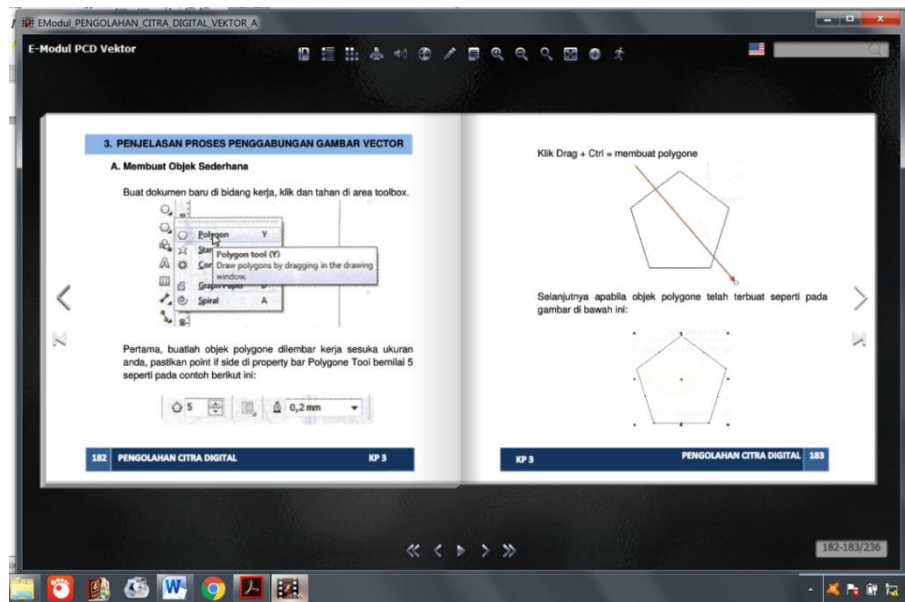 EModul_PENGOLAHAN_CITRA_DIGITAL_VEKTOR_A
E-Modul PCD Vektor
3. PENJELASAN PROSES PENGGABUNGAN GAMBAR VECTOR
A. Membuat Objek Sederhana
Buat dokumen baru di bidang kerja, klik dan tahan di area toolbox.
Polygon Y
Polygon tool (Y)
Draw polygons by dragging in the drawing
window.
Graph Paper D
Spiral A
Pertama, buatlah objek polygone dilembar kerja sesuka ukuran
anda, pastikan point if side di property bar Polygone Tool bernilai 5
seperti pada contoh berikut ini:
5 0,2 mm
182 PENGOLAHAN CITRA DIGITAL KP 3
Klik Drag + Ctrl = membuat polygone
Selanjutnya apabila objek polygone telah terbuat seperti pada
gambar di bawah ini:
KP 3 PENGOLAHAN CITRA DIGITAL 183
182-183/236